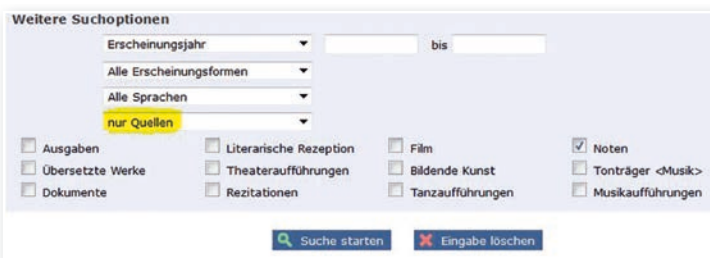 Weitere Suchoptionen
Erscheinungsjahr bis
Alle Erscheinungsformen
Alle Sprachen
nur Quellen
Ausgaben Literarische Rezeption Film Noten
Übersetzte Werke Theateraufführungen Bildende Kunst Tonträger <Musik>
Dokumente Rezitationen Tanzaufführungen Musikaufführungen
Suche starten Eingabe löschen